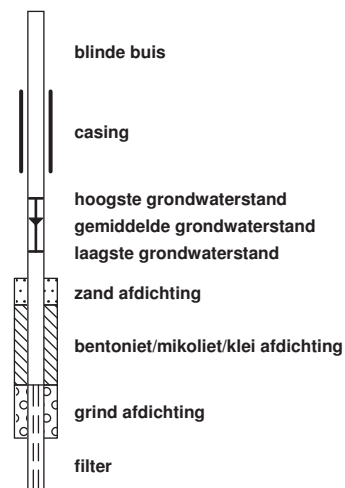 blinde buis
casing
hoogste grondwaterstand
gemiddelde grondwaterstand
laagste grondwaterstand
zand afdichting
bentoniet/mikoliet/klei afdichting
grind afdichting
filter